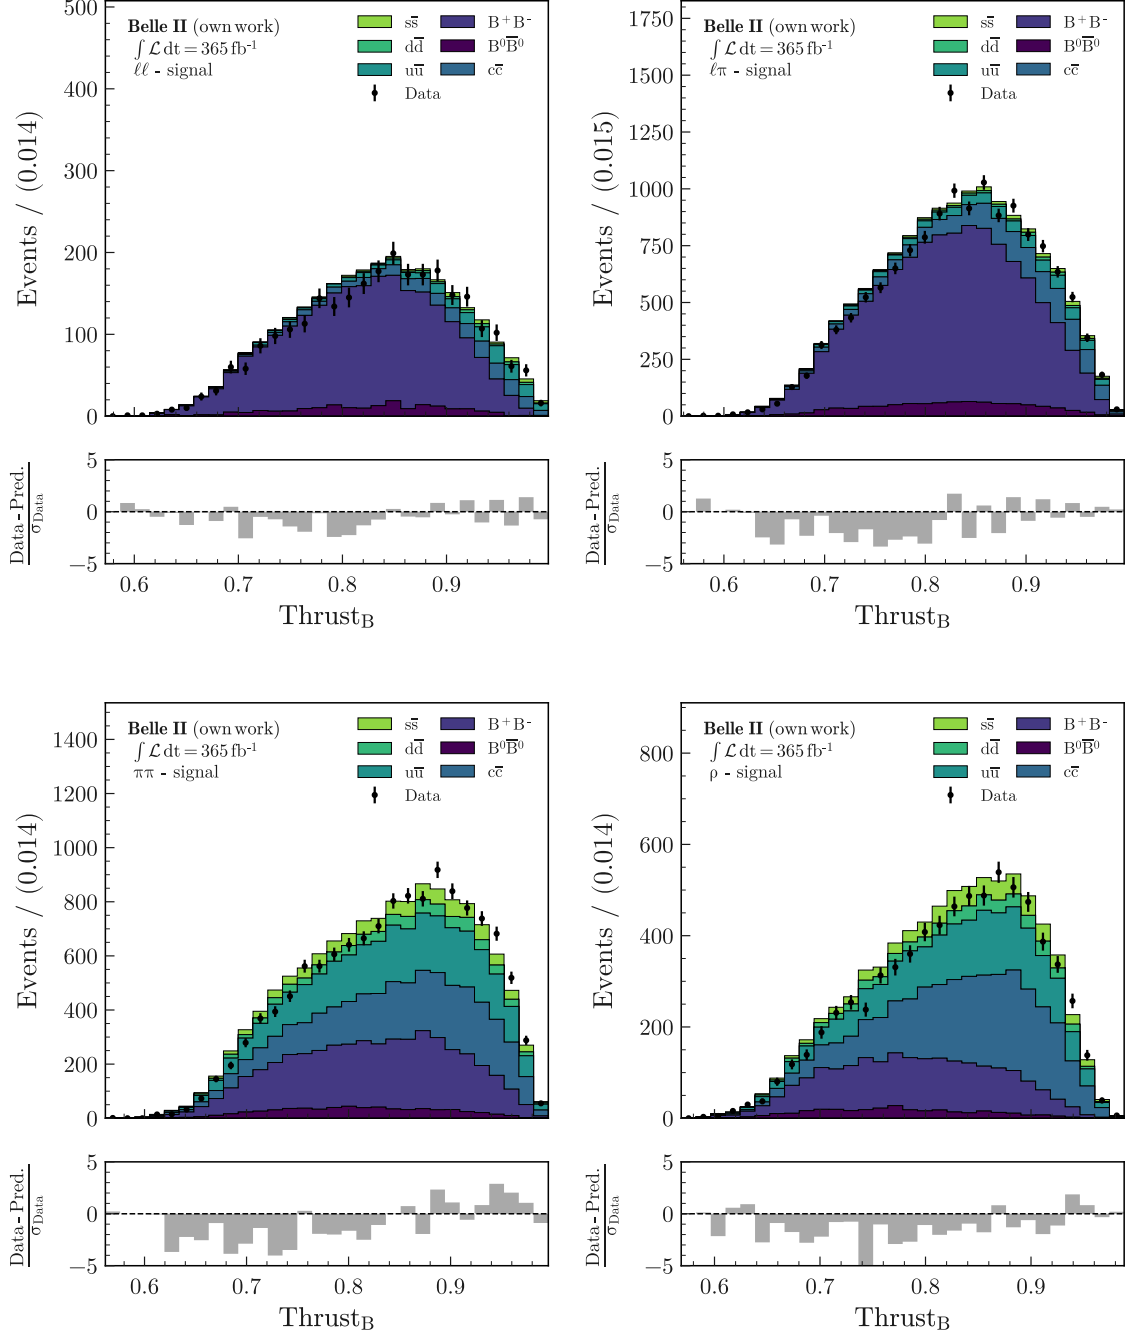 Belle II (own work)
∫ ℒ dt = 365 fb⁻¹
ℓℓ - signal
ss̄
dd̄
uū
B⁺B⁻
B⁰B̄⁰
cc̄
Data
Events / (0.014)
500
400
300
200
100
0
Data - Pred.
σData
5
0
−5
0.6 0.7 0.8 0.9
ThrustB
Belle II (own work)
∫ ℒ dt = 365 fb⁻¹
ℓπ - signal
ss̄
dd̄
uū
B⁺B⁻
B⁰B̄⁰
cc̄
Data
Events / (0.015)
1750
1500
1250
1000
750
500
250
0
Data - Pred.
σData
5
0
−5
0.6 0.7 0.8 0.9
ThrustB
Belle II (own work)
∫ ℒ dt = 365 fb⁻¹
ππ - signal
ss̄
dd̄
uū
B⁺B⁻
B⁰B̄⁰
cc̄
Data
Events / (0.014)
1400
1200
1000
800
600
400
200
0
Data - Pred.
σData
5
0
−5
0.6 0.7 0.8 0.9
ThrustB
Belle II (own work)
∫ ℒ dt = 365 fb⁻¹
ρ - signal
ss̄
dd̄
uū
B⁺B⁻
B⁰B̄⁰
cc̄
Data
Events / (0.014)
800
600
400
200
0
Data - Pred.
σData
5
0
−5
0.6 0.7 0.8 0.9
ThrustB